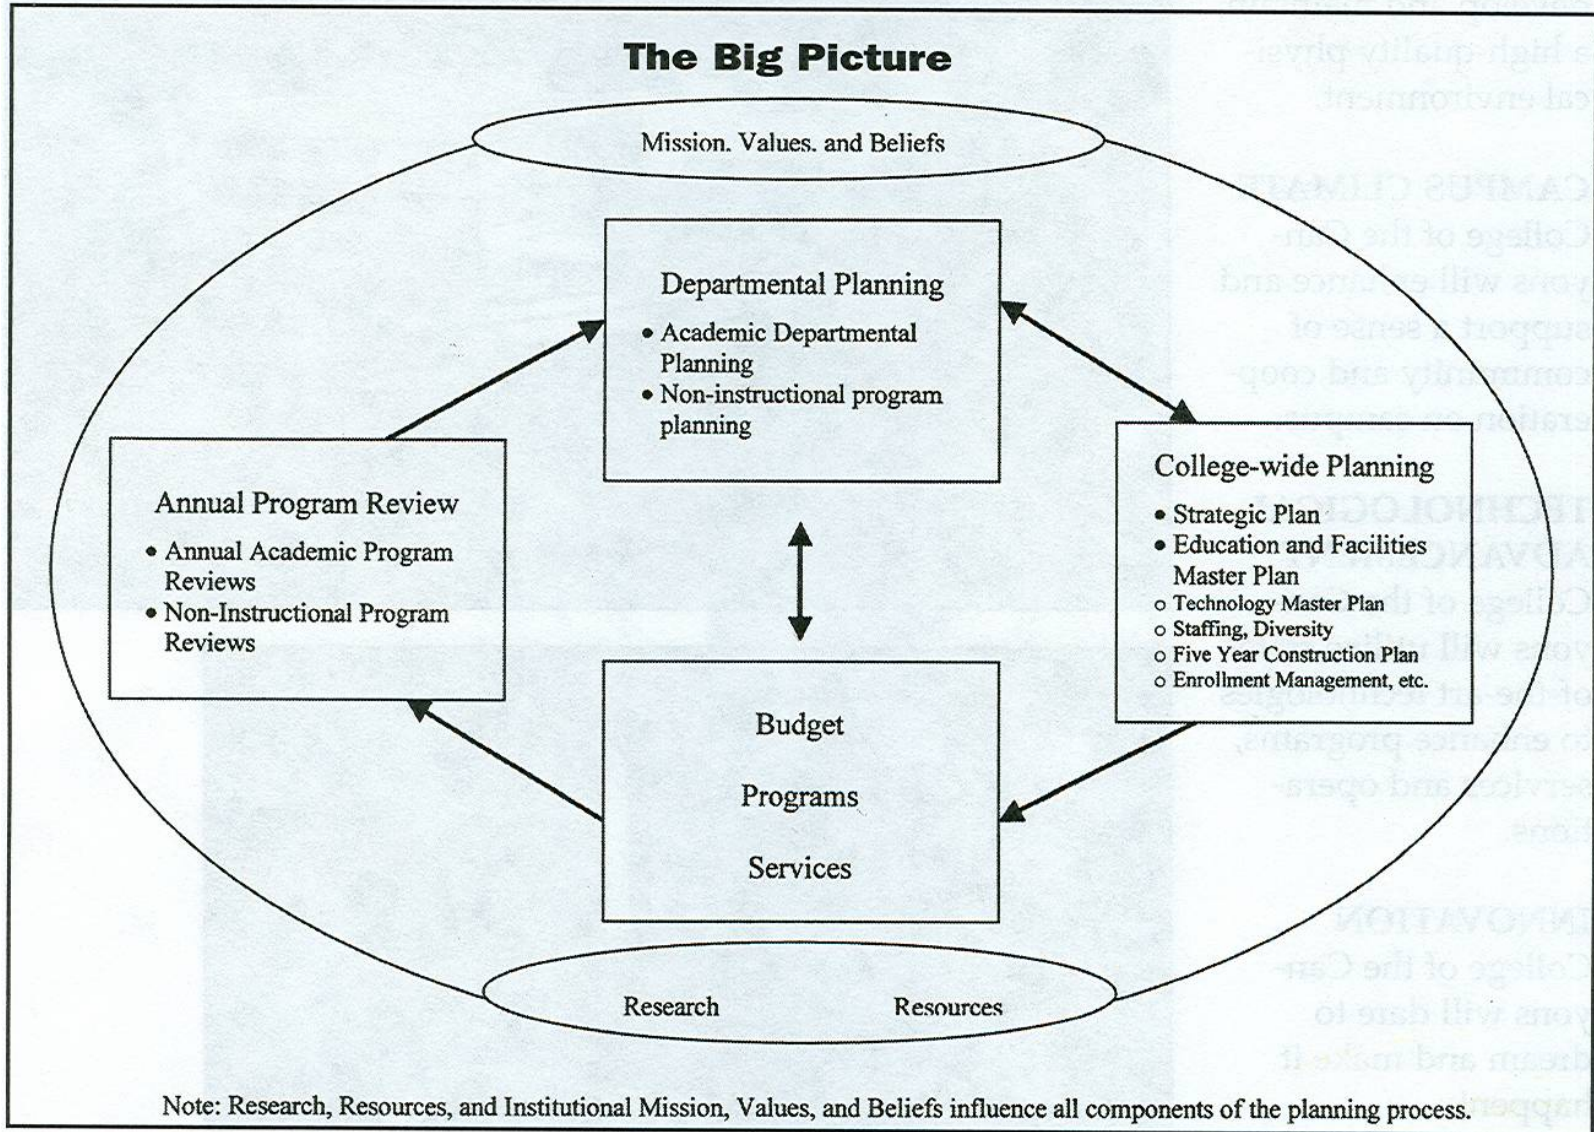 The Big Picture
Mission. Values. and Beliefs
Departmental Planning
• Academic Departmental
Planning
• Non-instructional program
planning
Annual Program Review
• Annual Academic Program
Reviews
• Non-Instructional Program
Reviews
College-wide Planning
• Strategic Plan
• Education and Facilities
Master Plan
o Technology Master Plan
o Staffing, Diversity
o Five Year Construction Plan
o Enrollment Management, etc.
Budget
Programs
Services
Research Resources
Note: Research, Resources, and Institutional Mission, Values, and Beliefs influence all components of the planning process.